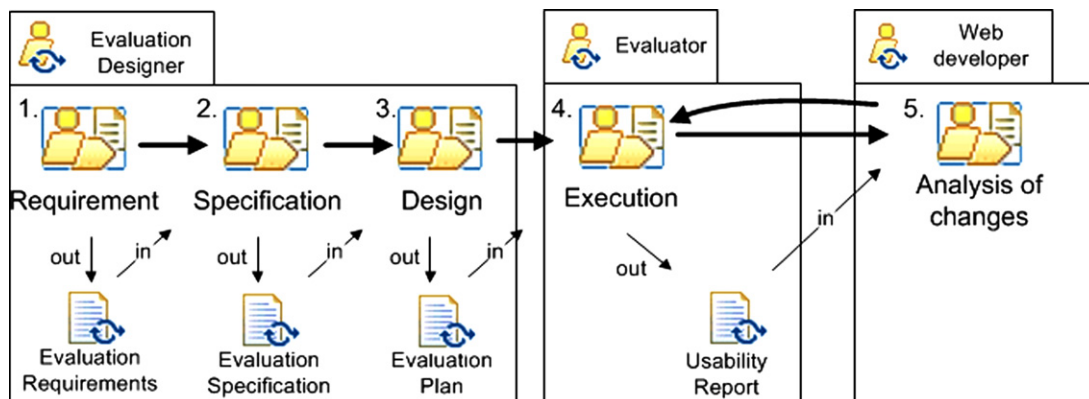 Evaluation
Designer
Evaluator
Web
developer
1.
2.
3.
4.
5.
Requirement
Specification
Design
Execution
Analysis of
changes
out
in
out
in
out
in
out
in
Evaluation
Requirements
Evaluation
Specification
Evaluation
Plan
Usability
Report